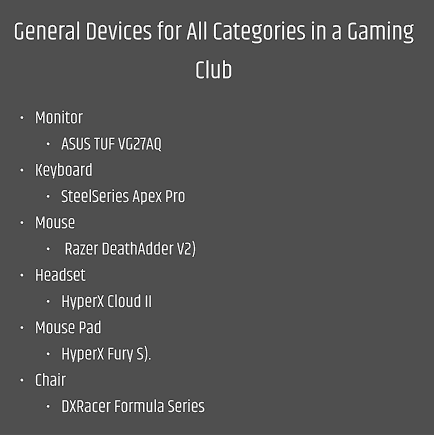 General Devices for All Categories in a Gaming
Club
• Monitor
• ASUS TUF VG27AQ
• Keyboard
• SteelSeries Apex Pro
• Mouse
• Razer DeathAdder V2)
• Headset
• HyperX Cloud II
• Mouse Pad
• HyperX Fury S).
• Chair
• DXRacer Formula Series